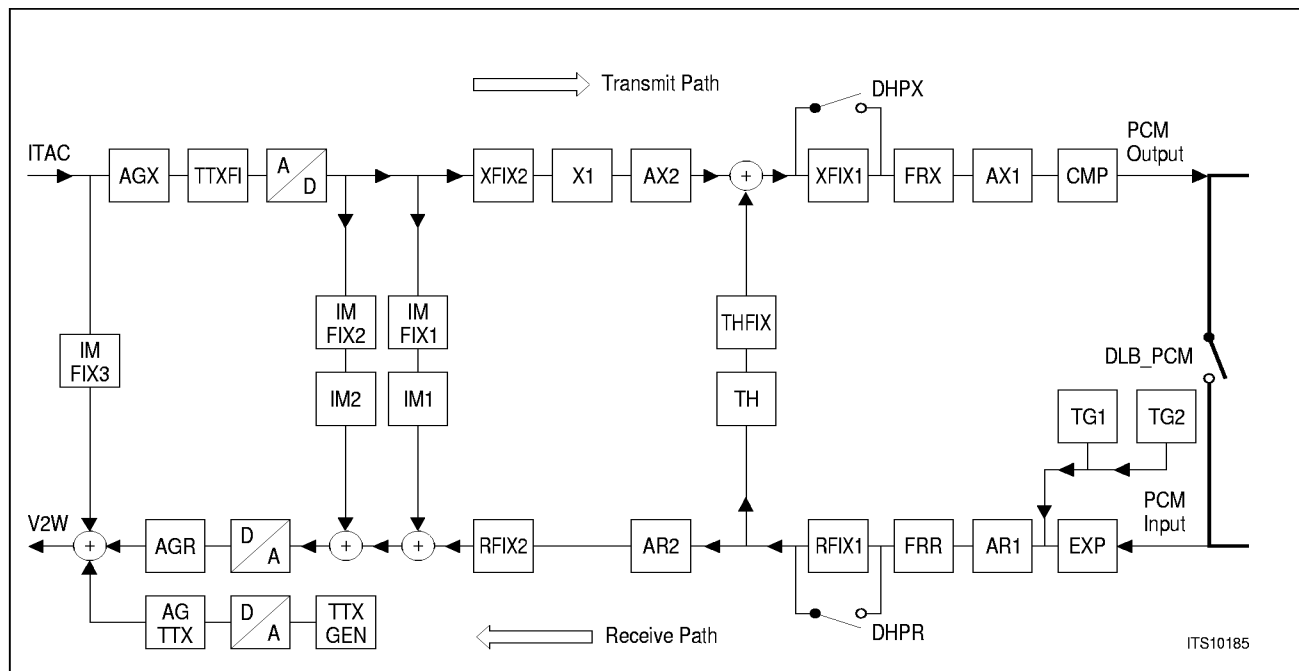 Transmit Path
DHPX
ITAC
PCM
Output
AGX
TTXFI
A
D
XFIX2
X1
AX2
+
XFIX1
FRX
AX1
CMP
IM
FIX3
IM
FIX2
IM
FIX1
THFIX
DLB_PCM
IM2
IM1
TH
TG1
TG2
PCM
Input
V2W
+
AGR
D
A
+
+
RFIX2
AR2
RFIX1
FRR
AR1
EXP
AG
TTX
D
A
TTX
GEN
Receive Path
DHPR
ITS10185